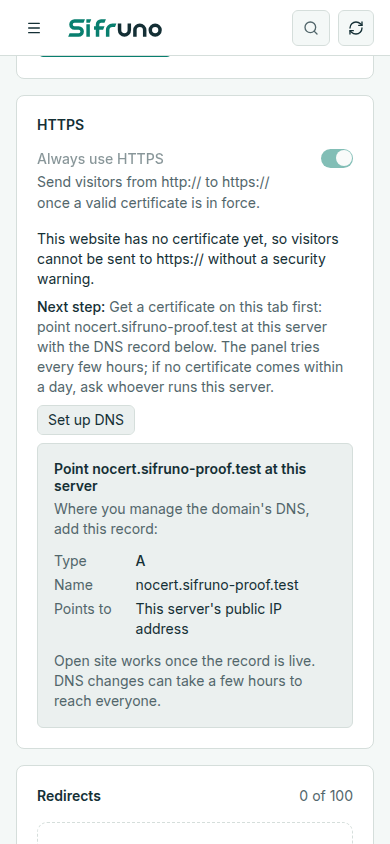 Sifruno
HTTPS
Always use HTTPS
Send visitors from http:// to https://
once a valid certificate is in force.
This website has no certificate yet, so visitors
cannot be sent to https:// without a security
warning.
Next step: Get a certificate on this tab first:
point nocert.sifruno-proof.test at this server
with the DNS record below. The panel tries
every few hours; if no certificate comes within
a day, ask whoever runs this server.
Set up DNS
Point nocert.sifruno-proof.test at this
server
Where you manage the domain's DNS,
add this record:
Type A
Name nocert.sifruno-proof.test
Points to This server's public IP
address
Open site works once the record is live.
DNS changes can take a few hours to
reach everyone.
Redirects 0 of 100